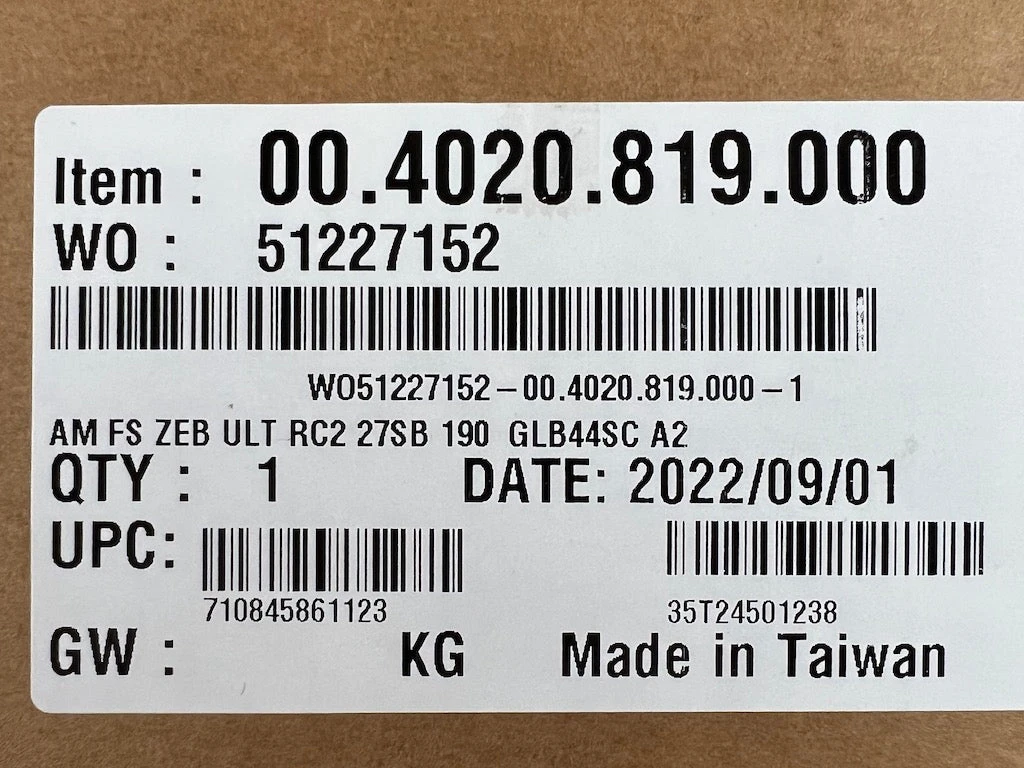 Item : 00.4020.819.000
WO : 51227152
WO51227152-00.4020.819.000-1
AM FS ZEB ULT RC2 27SB 190 GLB44SC A2
QTY : 1 DATE: 2022/09/01
UPC:
710845861123 35T24501238
GW : KG Made in Taiwan